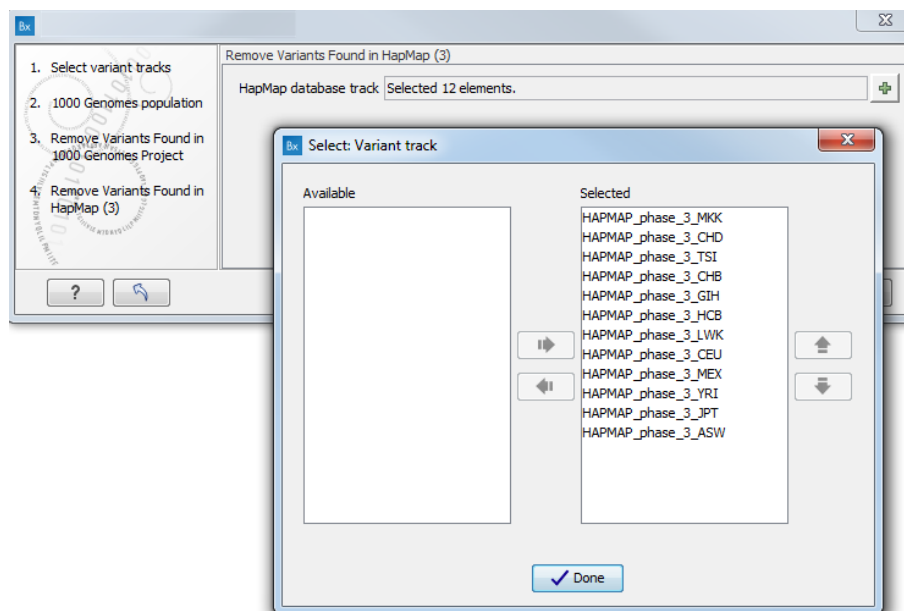 Bx
Remove Variants Found in HapMap (3)
1. Select variant tracks
2. 1000 Genomes population
3. Remove Variants Found in
1000 Genomes Project
4. Remove Variants Found in
HapMap (3)
HapMap database track Selected 12 elements.
?
Bx Select: Variant track
Available
Selected
HAPMAP_phase_3_MKK
HAPMAP_phase_3_CHD
HAPMAP_phase_3_TSI
HAPMAP_phase_3_CHB
HAPMAP_phase_3_GIH
HAPMAP_phase_3_HCB
HAPMAP_phase_3_LWK
HAPMAP_phase_3_CEU
HAPMAP_phase_3_MEX
HAPMAP_phase_3_YRI
HAPMAP_phase_3_JPT
HAPMAP_phase_3_ASW
Done